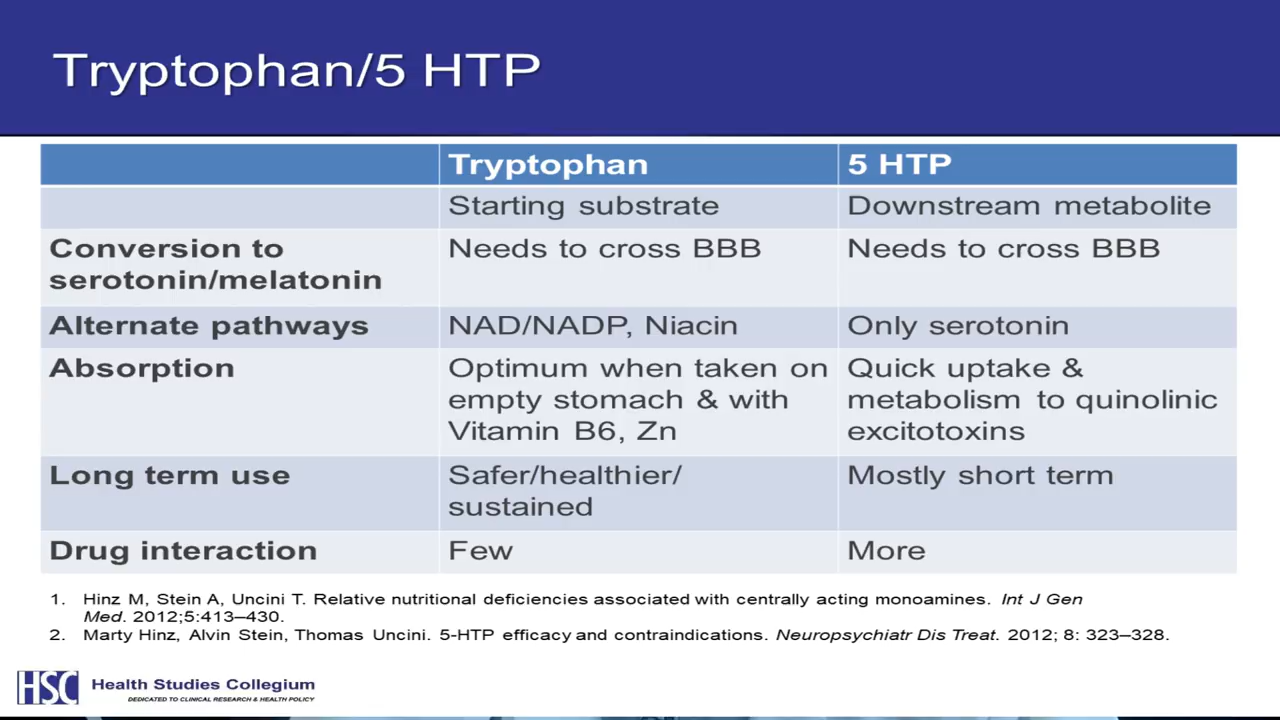 Tryptophan/5 HTP
Tryptophan
5 HTP
Starting substrate
Downstream metabolite
Conversion to
serotonin/melatonin
Needs to cross BBB
Needs to cross BBB
Alternate pathways
NAD/NADP, Niacin
Only serotonin
Absorption
Optimum when taken on
empty stomach & with
Vitamin B6, Zn
Quick uptake &
metabolism to quinolinic
excitotoxins
Long term use
Safer/healthier/
sustained
Mostly short term
Drug interaction
Few
More
1. Hinz M, Stein A, Uncini T. Relative nutritional deficiencies associated with centrally acting monoamines. Int J Gen
Med. 2012;5:413–430.
2. Marty Hinz, Alvin Stein, Thomas Uncini. 5-HTP efficacy and contraindications. Neuropsychiatr Dis Treat. 2012; 8: 323–328.
HSC
Health Studies Collegium
DEDICATED TO CLINICAL RESEARCH & HEALTH POLICY